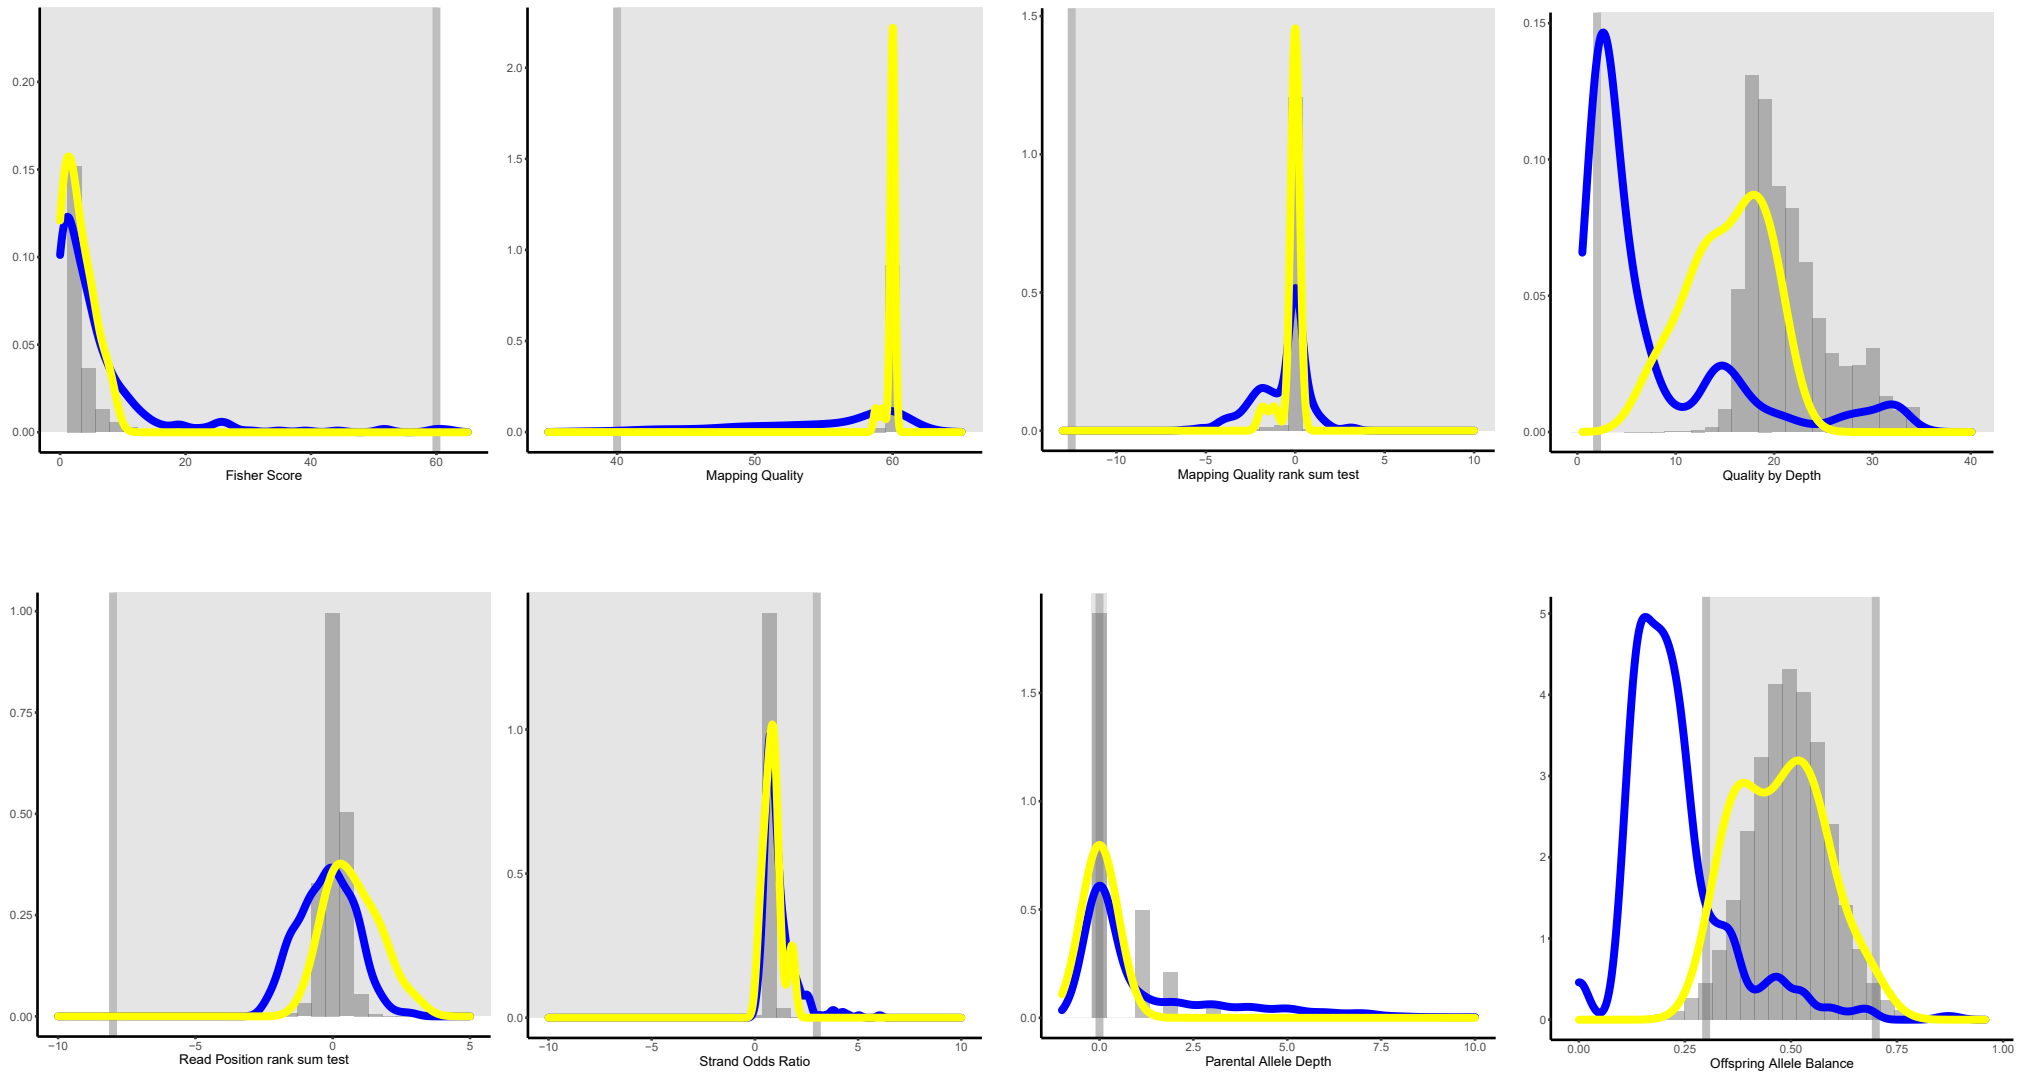 0.20
0.15
0.10
0.05
0.00
0 20 40 60
Fisher Score
2.0
1.5
1.0
0.5
0.0
40 50 60
Mapping Quality
1.5
1.0
0.5
0.0
−10 −5 0 5 10
Mapping Quality rank sum test
0.15
0.10
0.05
0.00
0 10 20 30 40
Quality by Depth
1.00
0.75
0.50
0.25
0.00
−10 −5 0 5
Read Position rank sum test
1.0
0.5
0.0
−10 −5 0 5 10
Strand Odds Ratio
1.5
1.0
0.5
0.0
0.0 2.5 5.0 7.5 10.0
Parental Allele Depth
5
4
3
2
1
0
0.00 0.25 0.50 0.75 1.00
Offspring Allele Balance